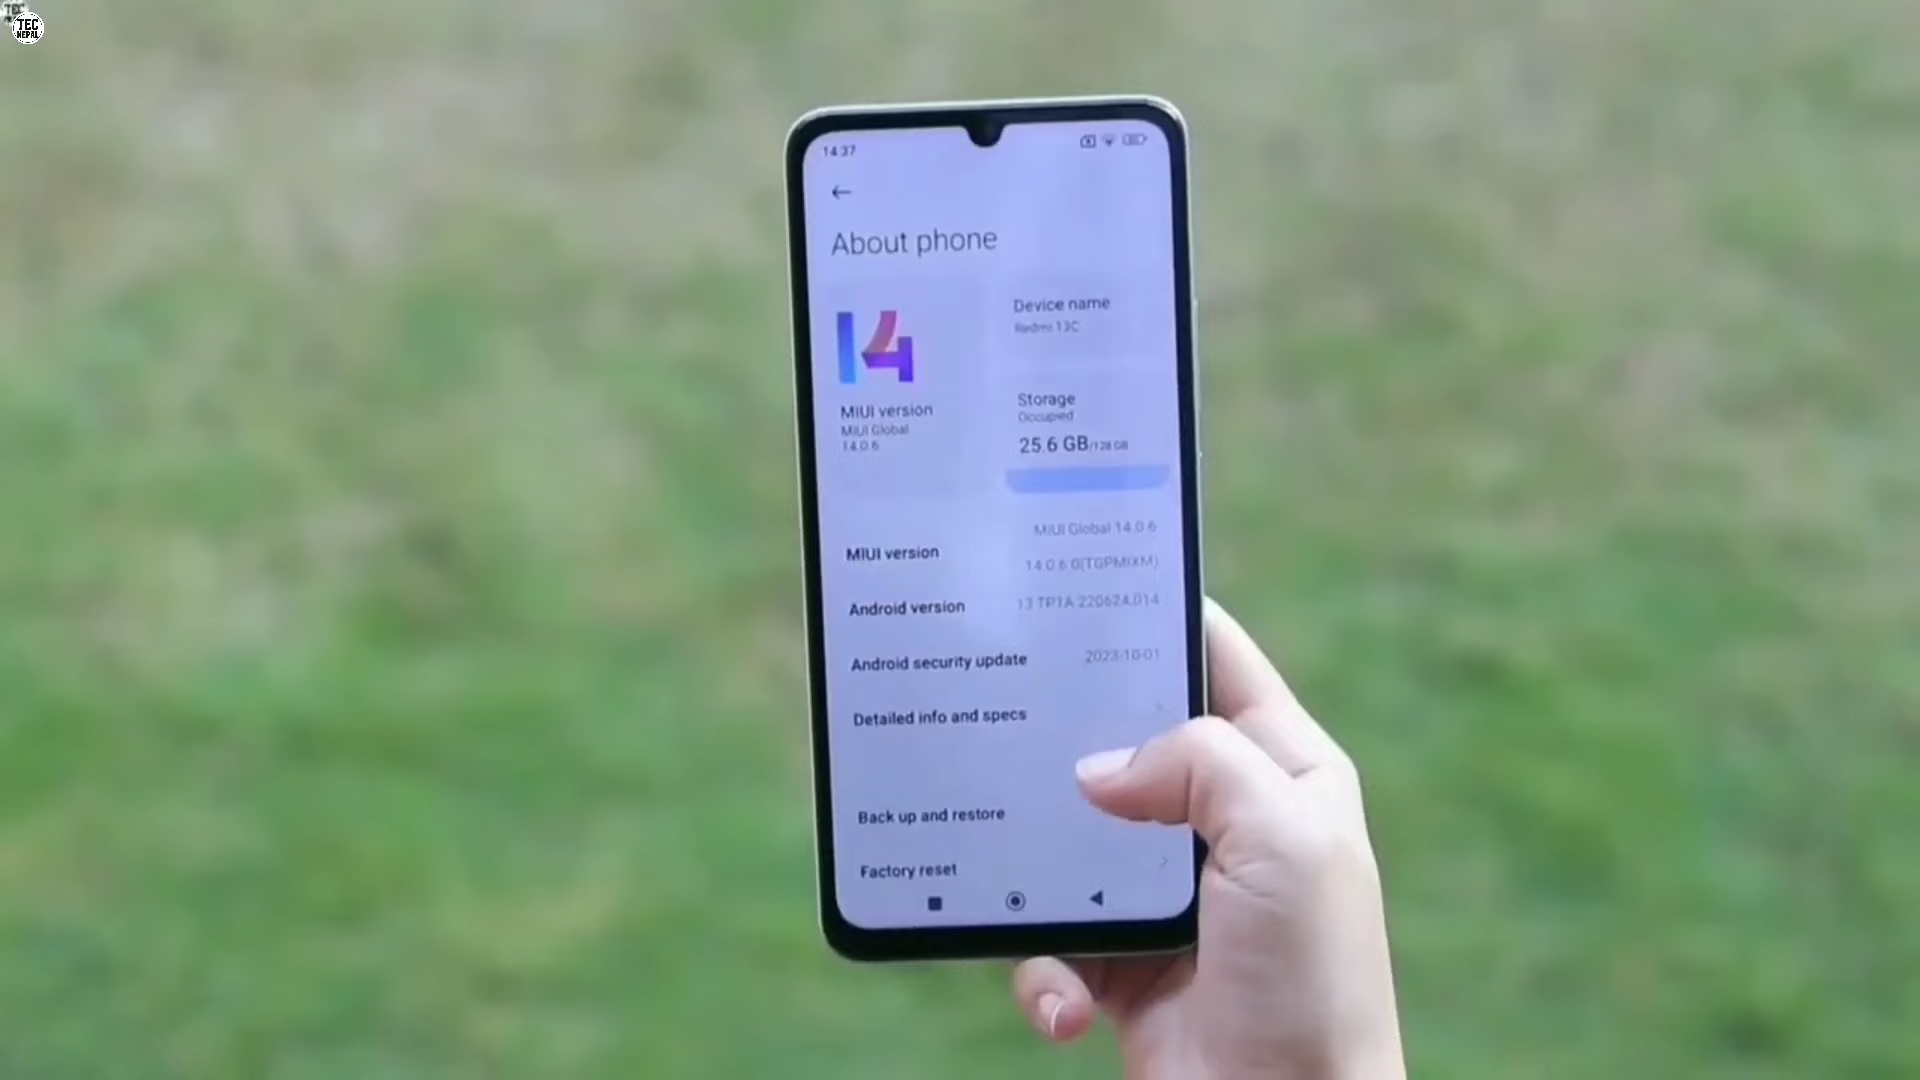 TEC
NEPAL
14:37
About phone
14
MIUI version
MIUI Global
14.0.6
Device name
Redmi 13C
Storage
Occupied
25.6 GB/128 GB
MIUI version
MIUI Global 14.0.6
14.0.6.0(TGPMIXM)
Android version
13 TP1A.220624.014
Android security update
2023-10-01
Detailed info and specs
Back up and restore
Factory reset